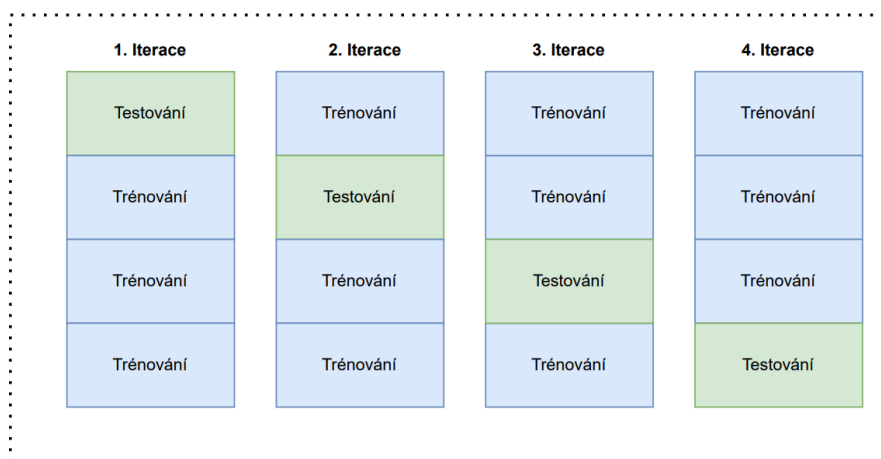 1. Iterace 2. Iterace 3. Iterace 4. Iterace
Testování Trénování Trénování Trénování
Trénování Testování Trénování Trénování
Trénování Trénování Testování Trénování
Trénování Trénování Trénování Testování